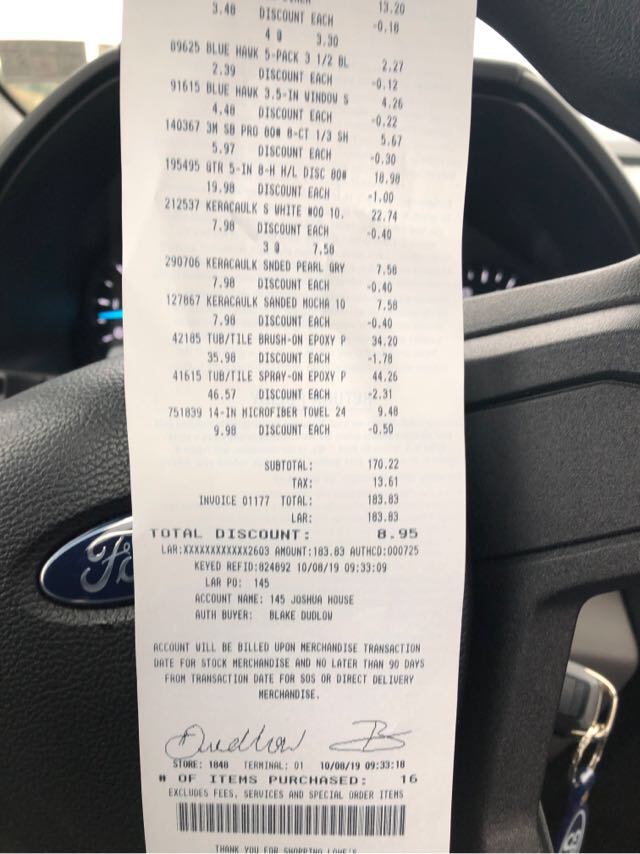 3.48 DISCOUNT EACH -0.18
13.20
4 @ 3.30
89625 BLUE HAWK 5-PACK 3 1/2 BL 2.27
2.39 DISCOUNT EACH -0.12
91615 BLUE HAWK 3.5-IN WINDOW S 4.26
4.48 DISCOUNT EACH -0.22
140367 3M SB PRO 80# 8-CT 1/3 SH 5.67
5.97 DISCOUNT EACH -0.30
195495 GTR 5-IN 8-H H/L DISC 80# 18.98
19.98 DISCOUNT EACH -1.00
212537 KERACAULK S WHITE #00 10. 22.74
7.98 DISCOUNT EACH -0.40
3 @ 7.58
290706 KERACAULK SNDED PEARL GRY 7.58
7.98 DISCOUNT EACH -0.40
127867 KERACAULK SANDED MOCHA 10 7.58
7.98 DISCOUNT EACH -0.40
42185 TUB/TILE BRUSH-ON EPOXY P 34.20
35.98 DISCOUNT EACH -1.78
41615 TUB/TILE SPRAY-ON EPOXY P 44.26
46.57 DISCOUNT EACH -2.31
751839 14-IN MICROFIBER TOWEL 24 9.48
9.98 DISCOUNT EACH -0.50
SUBTOTAL: 170.22
TAX: 13.61
INVOICE 01177 TOTAL: 183.83
LAR: 183.83
TOTAL DISCOUNT: 8.95
LAR:XXXXXXXXXXXX2603 AMOUNT:183.83 AUTHCD:000725
KEYED REFID:824892 10/08/19 09:33:09
LAR PO: 145
ACCOUNT NAME: 145 JOSHUA HOUSE
AUTH BUYER: BLAKE DUDLOW
ACCOUNT WILL BE BILLED UPON MERCHANDISE TRANSACTION
DATE FOR STOCK MERCHANDISE AND NO LATER THAN 90 DAYS
FROM TRANSACTION DATE FOR SOS OR DIRECT DELIVERY
MERCHANDISE.
STORE: 1848 TERMINAL: 01 10/08/19 09:33:18
# OF ITEMS PURCHASED: 16
EXCLUDES FEES, SERVICES AND SPECIAL ORDER ITEMS
THANK YOU FOR SHOPPING LOWE'S
Fo